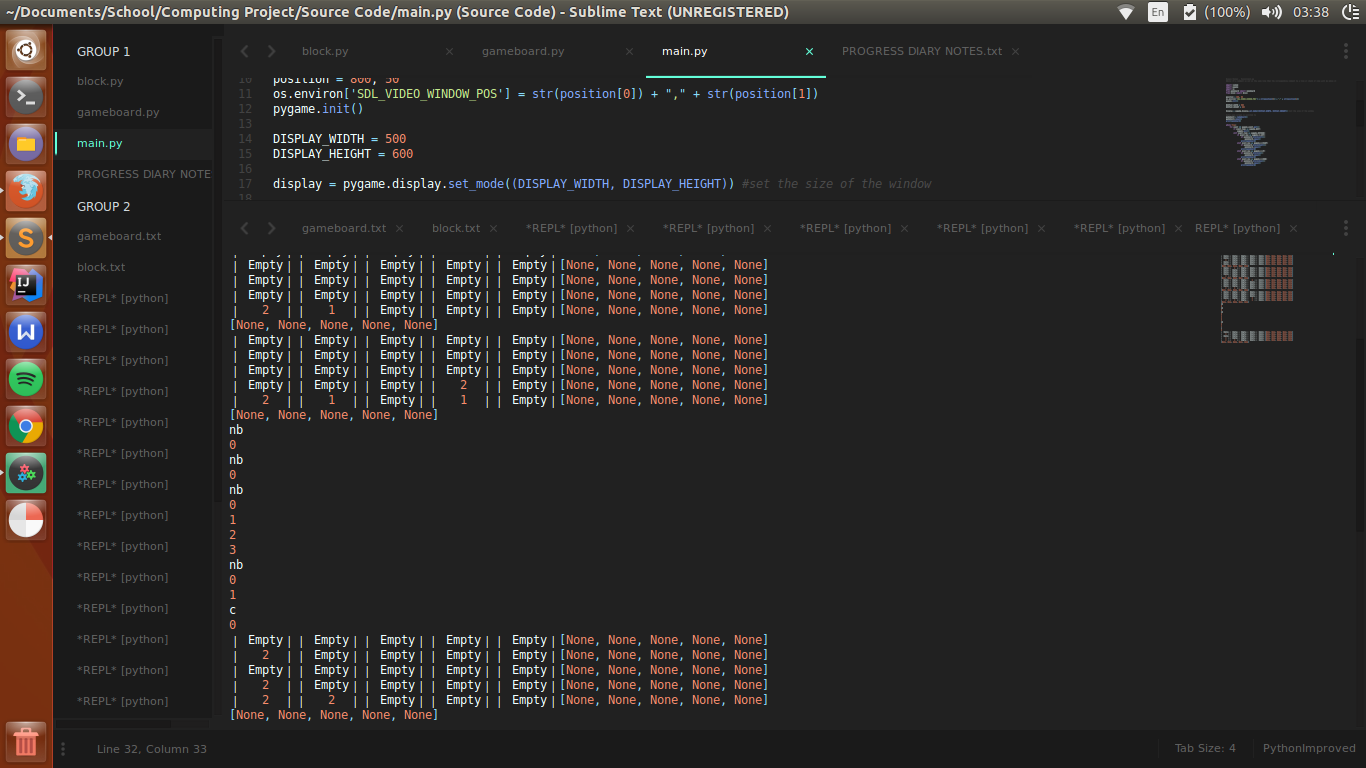 ~/Documents/School/Computing Project/Source Code/main.py (Source Code) - Sublime Text (UNREGISTERED)
En (100%) 03:38
GROUP 1
block.py
gameboard.py
main.py
PROGRESS DIARY NOTE
GROUP 2
gameboard.txt
block.txt
*REPL* [python]
*REPL* [python]
*REPL* [python]
*REPL* [python]
*REPL* [python]
*REPL* [python]
*REPL* [python]
*REPL* [python]
*REPL* [python]
*REPL* [python]
*REPL* [python]
*REPL* [python]
*REPL* [python]
*REPL* [python]
block.py × gameboard.py × main.py × PROGRESS DIARY NOTES.txt ×
10 position = 800, 50
11 os.environ['SDL_VIDEO_WINDOW_POS'] = str(position[0]) + "," + str(position[1])
12 pygame.init()
13
14 DISPLAY_WIDTH = 500
15 DISPLAY_HEIGHT = 600
16
17 display = pygame.display.set_mode((DISPLAY_WIDTH, DISPLAY_HEIGHT)) #set the size of the window
18
gameboard.txt × block.txt × *REPL* [python] × *REPL* [python] × *REPL* [python] × *REPL* [python] × *REPL* [python] × REPL* [python] ×
| Empty | | Empty | | Empty | | Empty | | Empty |[None, None, None, None, None]
| Empty | | Empty | | Empty | | Empty | | Empty |[None, None, None, None, None]
| Empty | | Empty | | Empty | | Empty | | Empty |[None, None, None, None, None]
| 2 | | 1 | | Empty | | Empty | | Empty |[None, None, None, None, None]
[None, None, None, None, None]
| Empty | | Empty | | Empty | | Empty | | Empty |[None, None, None, None, None]
| Empty | | Empty | | Empty | | Empty | | Empty |[None, None, None, None, None]
| Empty | | Empty | | Empty | | Empty | | Empty |[None, None, None, None, None]
| Empty | | Empty | | Empty | | 2 | | Empty |[None, None, None, None, None]
| 2 | | 1 | | Empty | | 1 | | Empty |[None, None, None, None, None]
[None, None, None, None, None]
nb
0
nb
0
nb
0
1
2
3
nb
0
1
c
0
| Empty | | Empty | | Empty | | Empty | | Empty |[None, None, None, None, None]
| 2 | | Empty | | Empty | | Empty | | Empty |[None, None, None, None, None]
| Empty | | Empty | | Empty | | Empty | | Empty |[None, None, None, None, None]
| 2 | | Empty | | Empty | | Empty | | Empty |[None, None, None, None, None]
| 2 | | 2 | | Empty | | Empty | | Empty |[None, None, None, None, None]
[None, None, None, None, None]
Line 32, Column 33
Tab Size: 4 PythonImproved